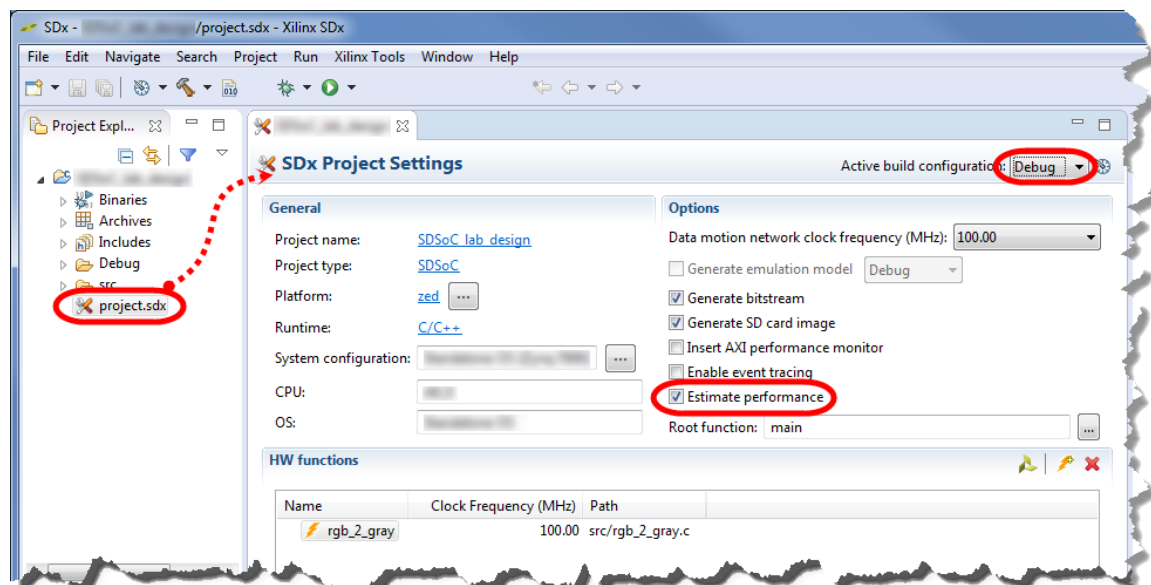 SDx - /project.sdx - Xilinx SDx
File Edit Navigate Search Project Run Xilinx Tools Window Help
010
Project Expl...
SDx Project Settings
Active build configuration: Debug
Binaries
Archives
Includes
Debug
src
project.sdx
General
Project name: SDSoC lab design
Project type: SDSoC
Platform: zed ...
Runtime: C/C++
System configuration: ...
CPU:
OS:
Options
Data motion network clock frequency (MHz): 100.00
Generate emulation model Debug
Generate bitstream
Generate SD card image
Insert AXI performance monitor
Enable event tracing
Estimate performance
Root function: main ...
HW functions
Name Clock Frequency (MHz) Path
rgb_2_gray 100.00 src/rgb_2_gray.c